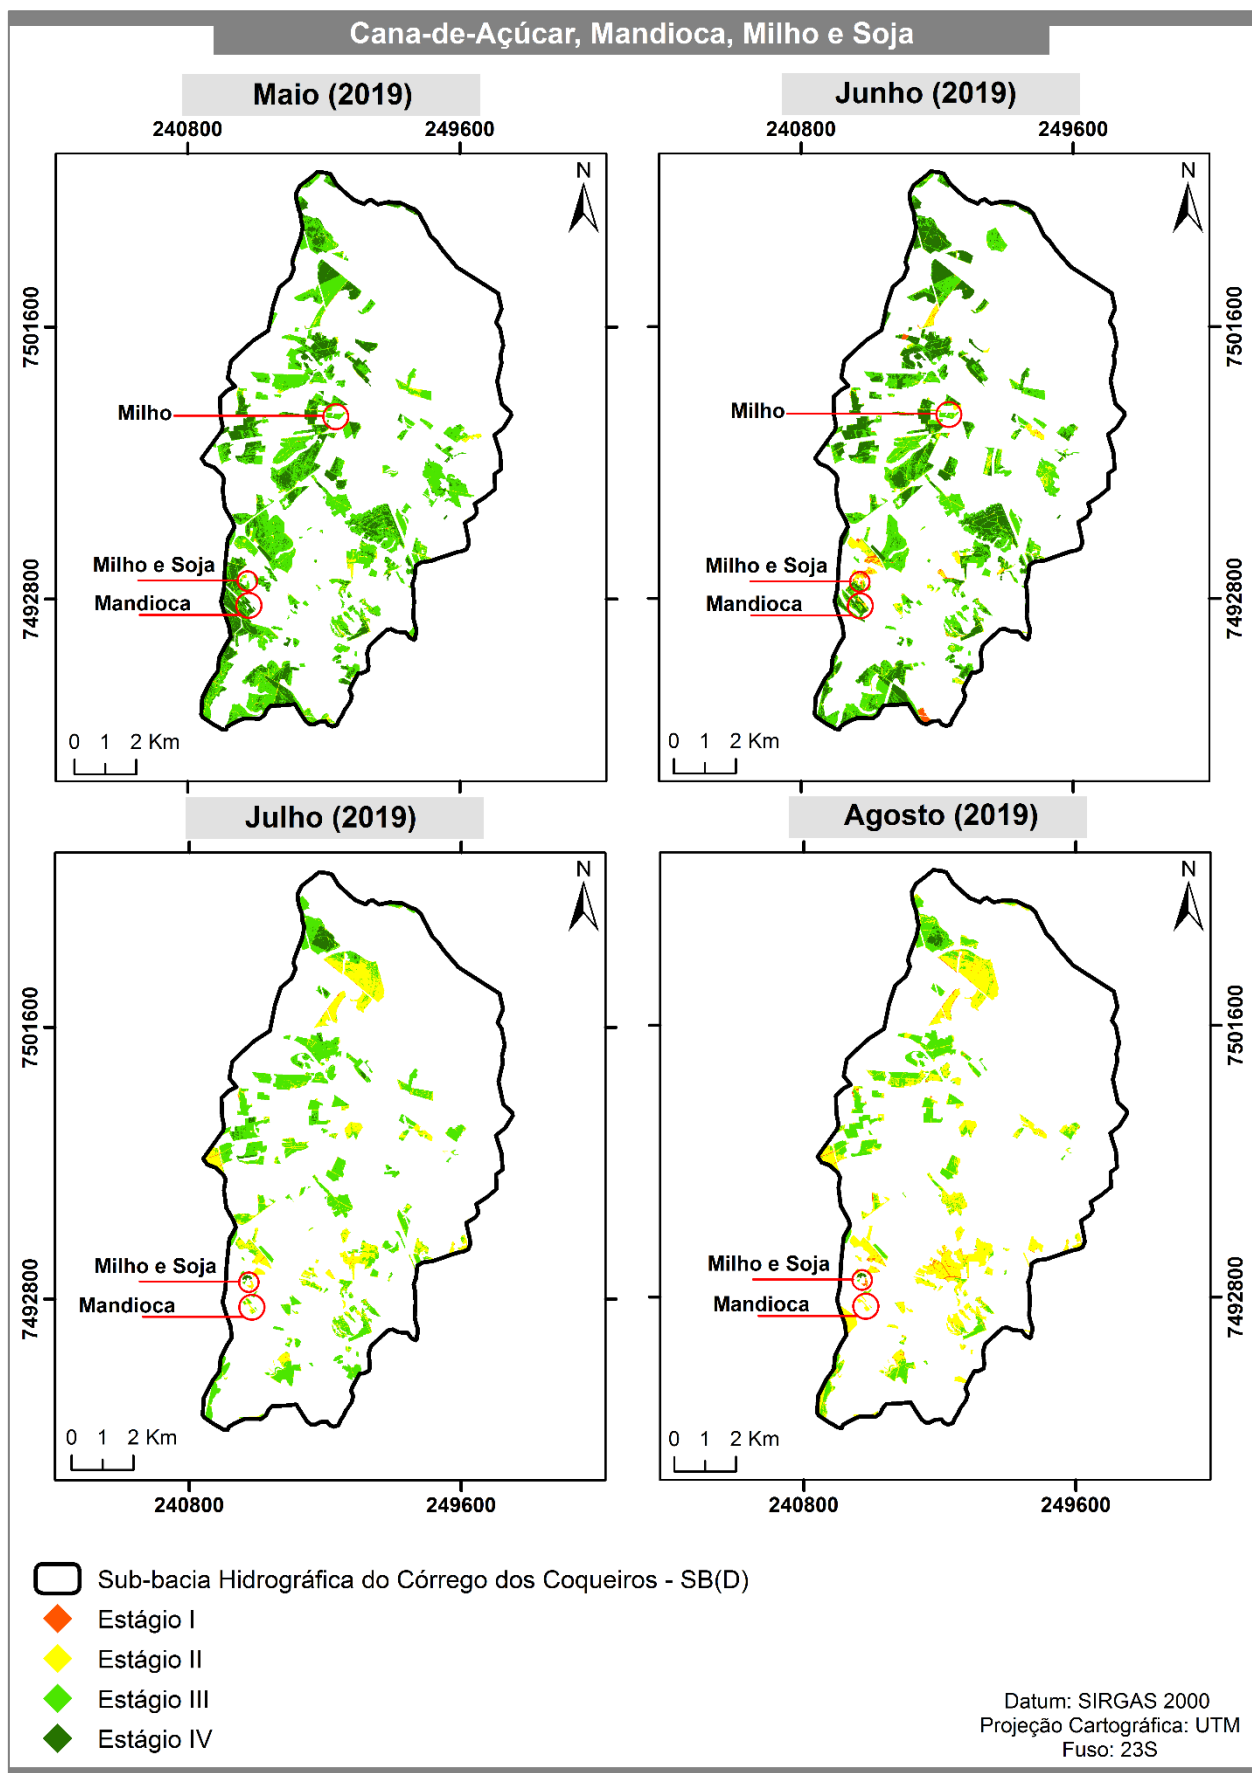 Cana-de-Açúcar, Mandioca, Milho e Soja
Maio (2019)
240800 249600
N
7501600
7492800
Milho
Milho e Soja
Mandioca
0 1 2 Km
Junho (2019)
240800 249600
N
7501600
7492800
Milho
Milho e Soja
Mandioca
0 1 2 Km
Julho (2019)
N
7501600
7492800
Milho e Soja
Mandioca
0 1 2 Km
240800 249600
Agosto (2019)
N
7501600
7492800
Milho e Soja
Mandioca
0 1 2 Km
240800 249600
Sub-bacia Hidrográfica do Córrego dos Coqueiros - SB(D)
Estágio I
Estágio II
Estágio III
Estágio IV
Datum: SIRGAS 2000
Projeção Cartográfica: UTM
Fuso: 23S